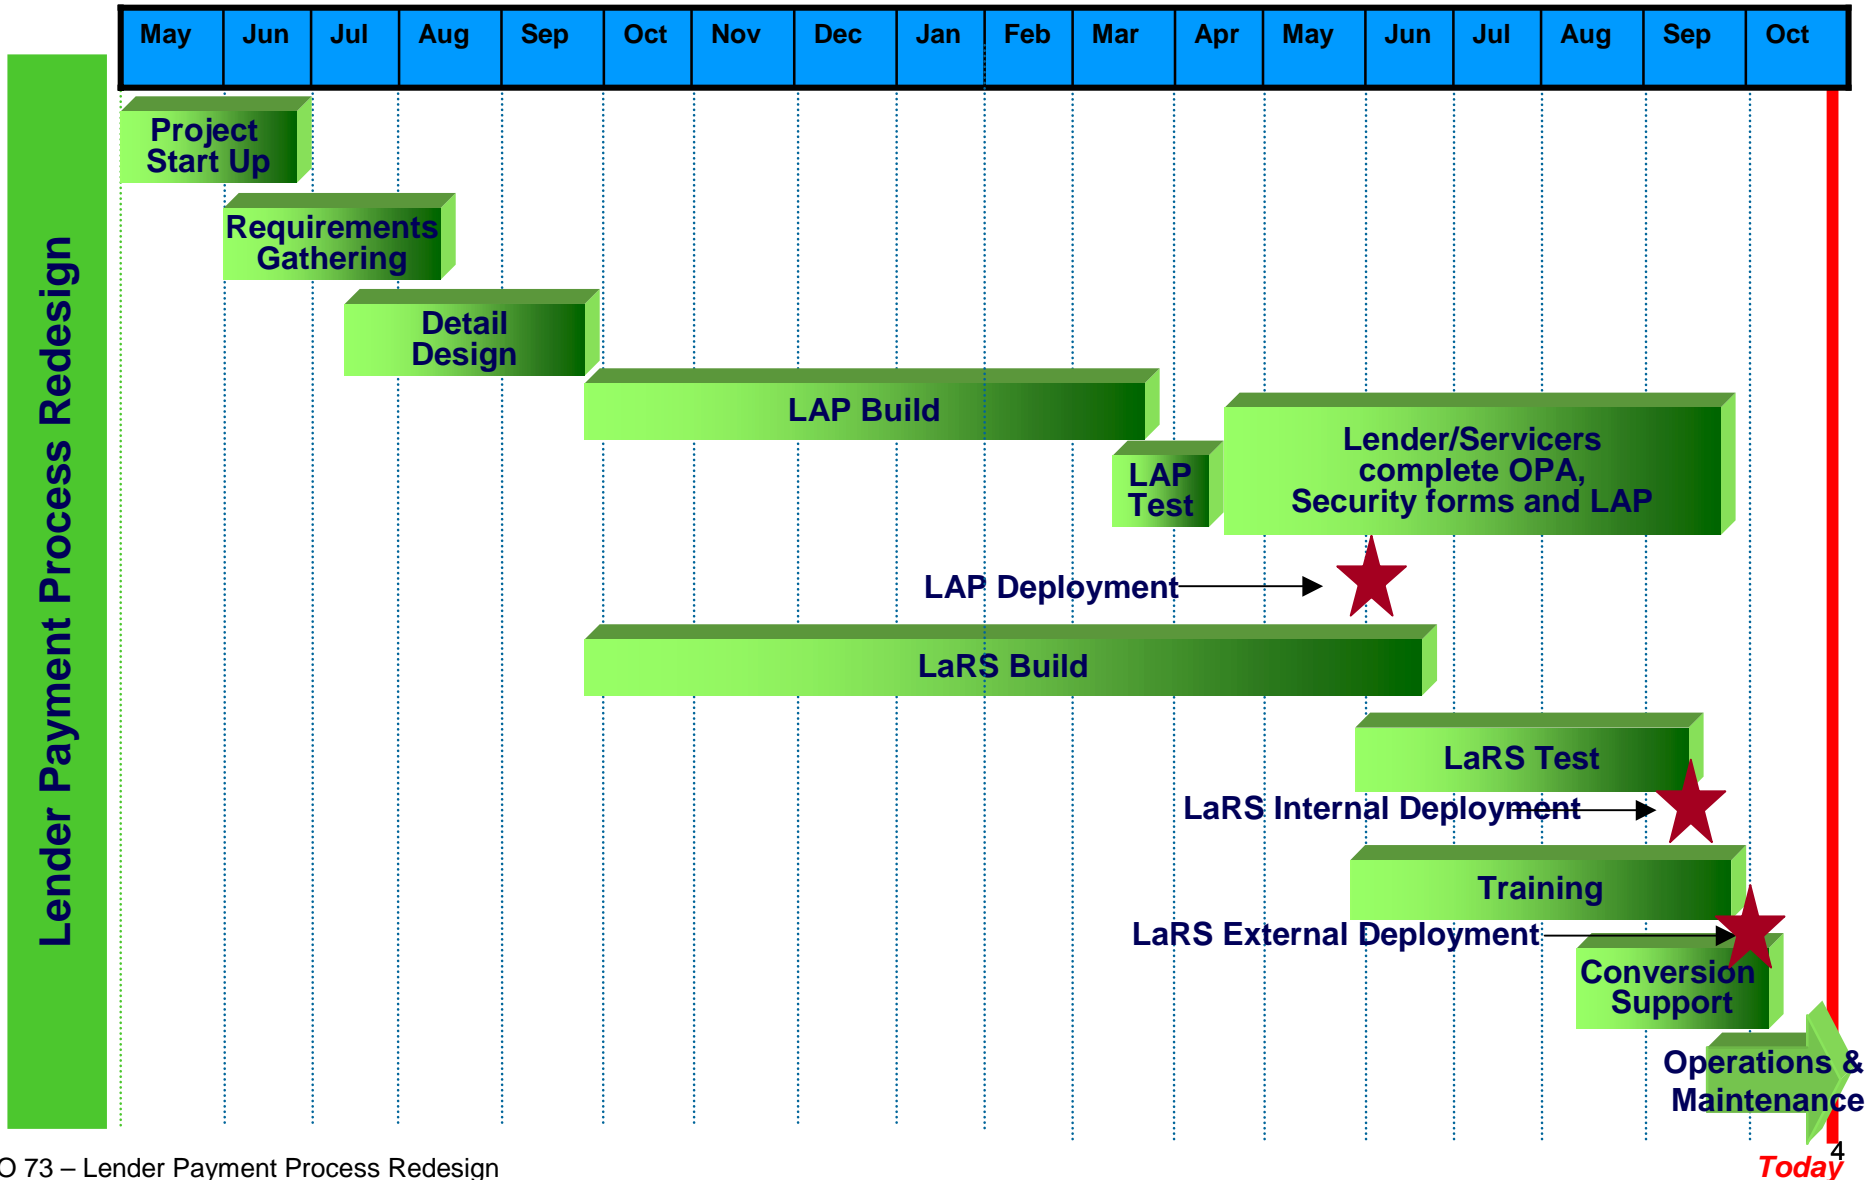 May Jun Jul Aug Sep Oct Nov Dec Jan Feb Mar Apr May Jun Jul Aug Sep Oct
Lender Payment Process Redesign
Project
Start Up
Requirements
Gathering
Detail
Design
LAP Build
LAP
Test
Lender/Servicers
complete OPA,
Security forms and LAP
LAP Deployment
LaRS Build
LaRS Test
LaRS Internal Deployment
Training
LaRS External Deployment
Conversion
Support
Operations &
Maintenance
O 73 – Lender Payment Process Redesign
4
Today